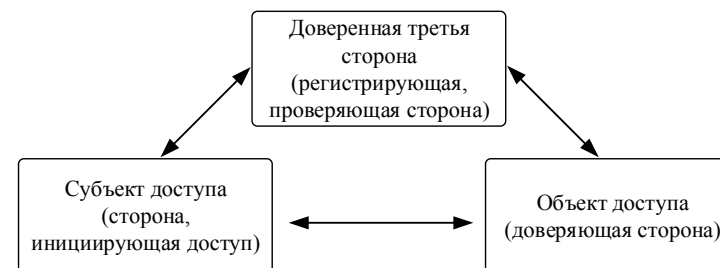 Доверенная третья
сторона
(регистрирующая,
проверяющая сторона)
Субъект доступа
(сторона,
инициирующая доступ)
Объект доступа
(доверяющая сторона)